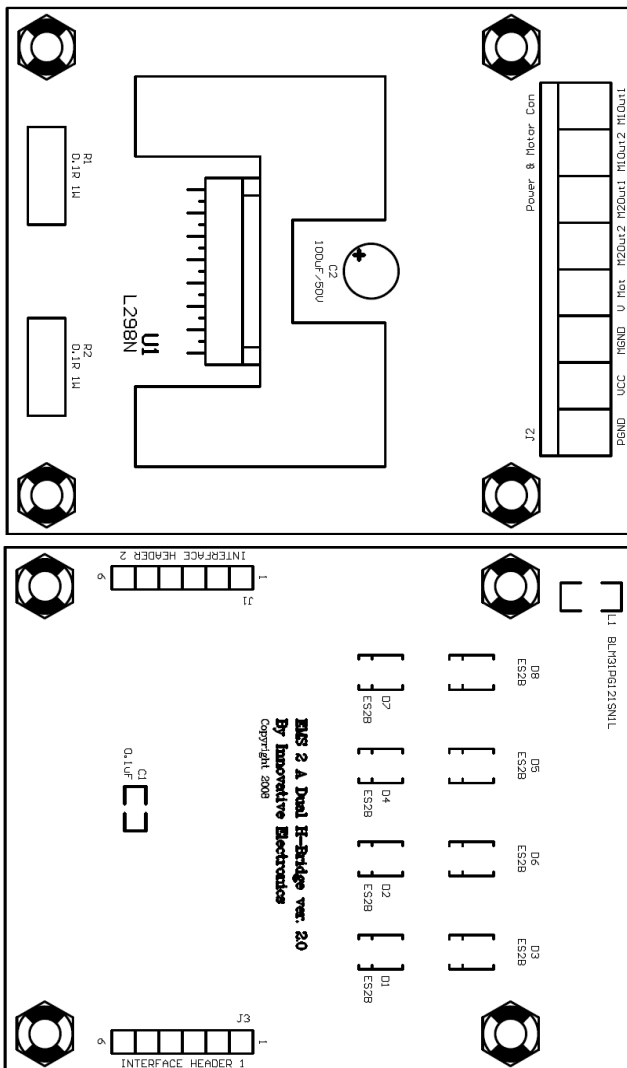 Power & Motor Con
M1Out1
M1Out2
M2Out1
M2Out2
V Mot
MGND
VCC
PGND
J2
R1
0.1R 1W
R2
0.1R 1W
C2
100uF/50V
U1
L298N
INTERFACE HEADER 2
6
1
J1
L1 BLM31PG121SN1L
D8
ES2B
D7
ES2B
D5
ES2B
D4
ES2B
D6
ES2B
D2
ES2B
D3
ES2B
D1
ES2B
EMS 2 A Dual H-Bridge ver. 2.0
By Innovative Electronics
Copyright 2008
C1
0.1uF
J3
6
1
INTERFACE HEADER 1